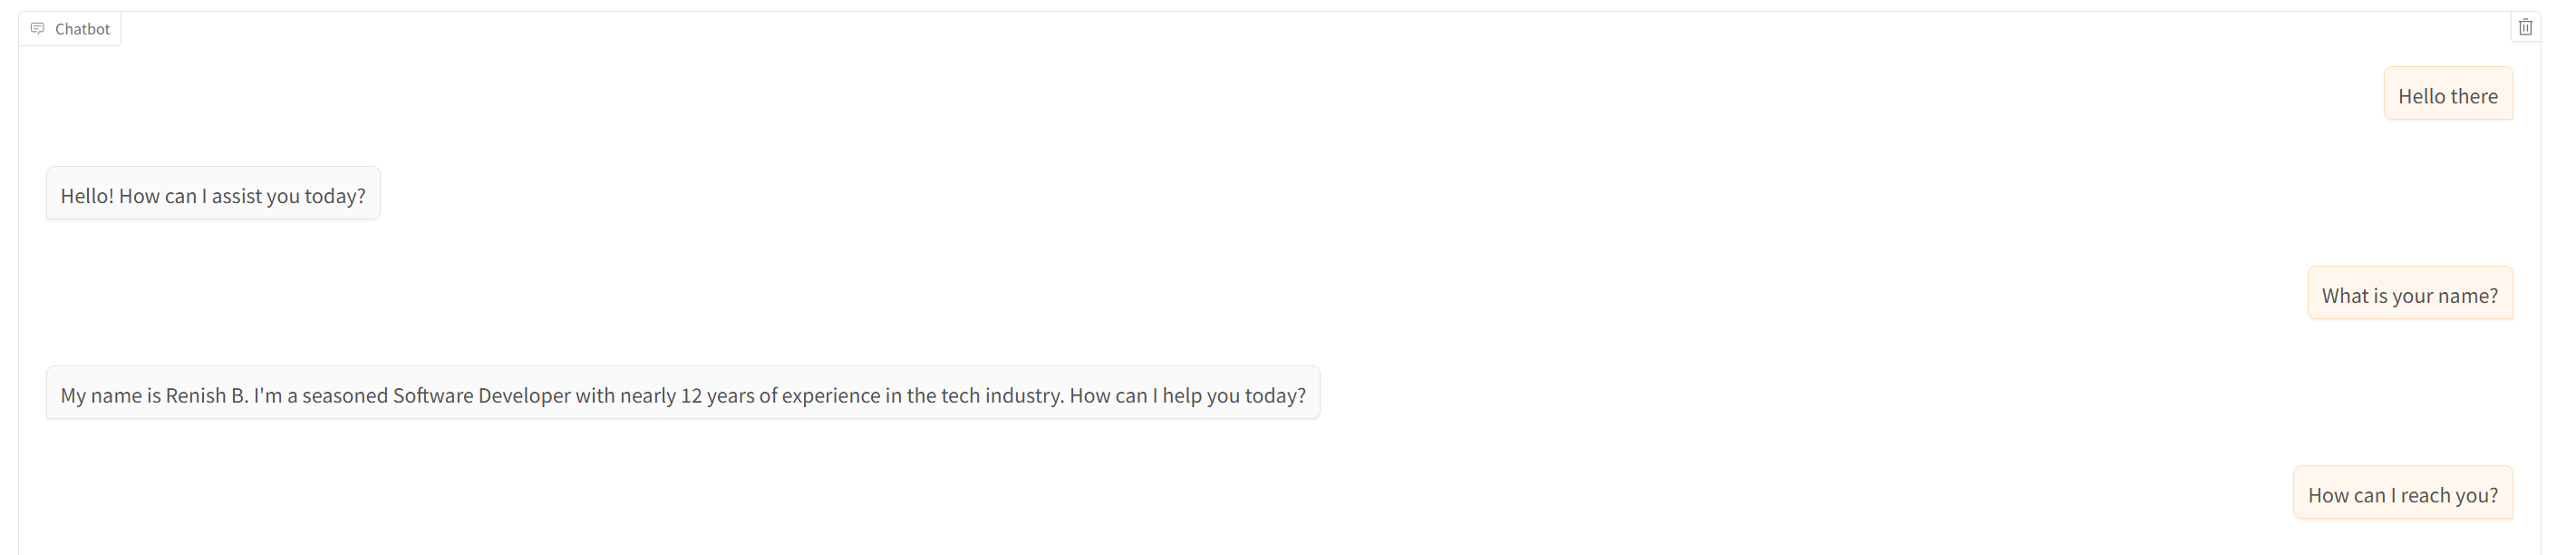 Chatbot
Hello there
Hello! How can I assist you today?
What is your name?
My name is Renish B. I'm a seasoned Software Developer with nearly 12 years of experience in the tech industry. How can I help you today?
How can I reach you?